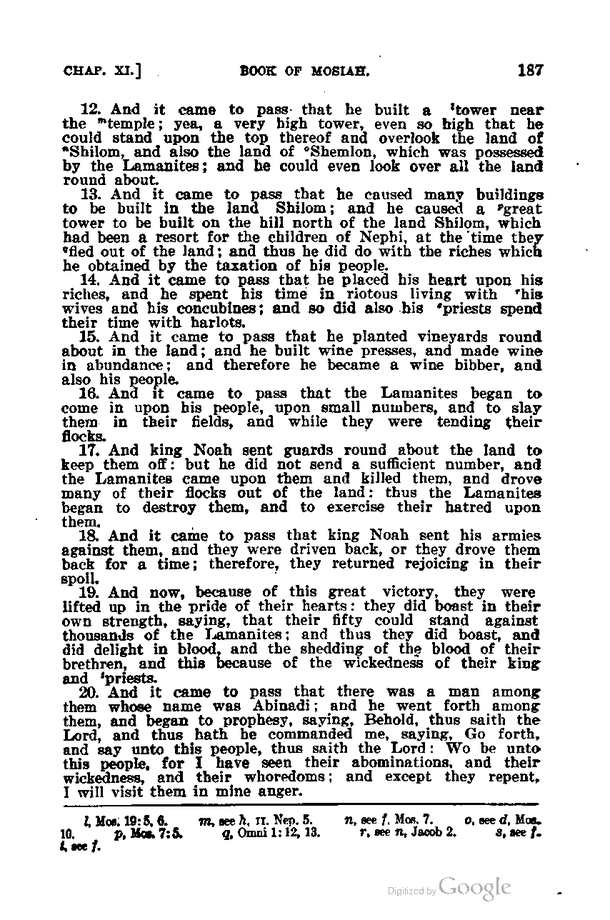 CHAP. XI.] BOOK OF MOSIAH. 187
12. And it came to pass that he built a ˡtower near
the ᵐtemple; yea, a very high tower, even so high that he
could stand upon the top thereof and overlook the land of
ⁿShilom, and also the land of ᵒShemlon, which was possessed
by the Lamanites; and he could even look over all the land
round about.
13. And it came to pass that he caused many buildings
to be built in the land Shilom; and he caused a ᵖgreat
tower to be built on the hill north of the land Shilom, which
had been a resort for the children of Nephi, at the time they
ᑫfled out of the land; and thus he did do with the riches which
he obtained by the taxation of his people.
14. And it came to pass that he placed his heart upon his
riches, and he spent his time in riotous living with ʳhis
wives and his concubines; and so did also his ˢpriests spend
their time with harlots.
15. And it came to pass that he planted vineyards round
about in the land; and he built wine presses, and made wine
in abundance; and therefore he became a wine bibber, and
also his people.
16. And it came to pass that the Lamanites began to
come in upon his people, upon small numbers, and to slay
them in their fields, and while they were tending their
flocks.
17. And king Noah sent guards round about the land to
keep them off: but he did not send a sufficient number, and
the Lamanites came upon them and killed them, and drove
many of their flocks out of the land: thus the Lamanites
began to destroy them, and to exercise their hatred upon
them.
18. And it came to pass that king Noah sent his armies
against them, and they were driven back, or they drove them
back for a time; therefore, they returned rejoicing in their
spoil.
19. And now, because of this great victory, they were
lifted up in the pride of their hearts: they did boast in their
own strength, saying, that their fifty could stand against
thousands of the Lamanites; and thus they did boast, and
did delight in blood, and the shedding of the blood of their
brethren, and this because of the wickedness of their king
and ᵗpriests.
20. And it came to pass that there was a man among
them whose name was Abinadi; and he went forth among
them, and began to prophesy, saying, Behold, thus saith the
Lord, and thus hath he commanded me, saying, Go forth,
and say unto this people, thus saith the Lord: Wo be unto
this people, for I have seen their abominations, and their
wickedness, and their whoredoms; and except they repent,
I will visit them in mine anger.
l, Mos. 19:5, 6. m, see h, II. Nep. 5. n, see f, Mos. 7. o, see d, Mos.
10. p, Mos. 7:5. q, Omni 1:12, 13. r, see n, Jacob 2. s, see f.
t, see f.
Digitized by Google